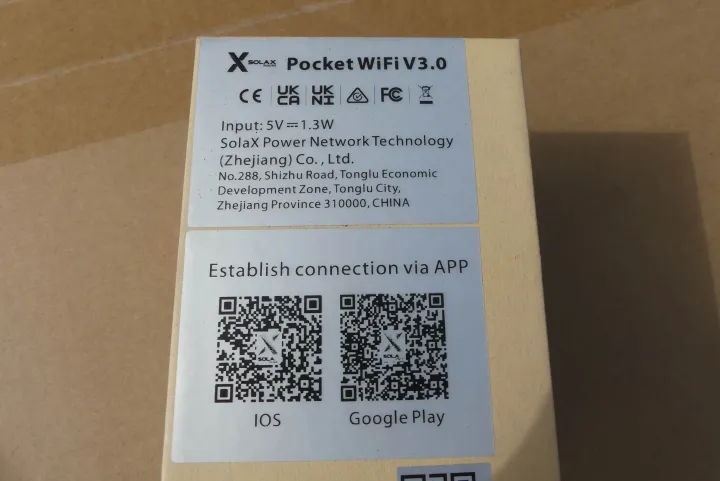 SOLAX Pocket WiFi V3.0
CE UK CA UK NI FC
Input: 5V⎓1.3W
SolaX Power Network Technology
(Zhejiang) Co., Ltd.
No.288, Shizhu Road, Tonglu Economic
Development Zone, Tonglu City,
Zhejiang Province 310000, CHINA
Establish connection via APP
SOLAX SOLAX
IOS Google Play